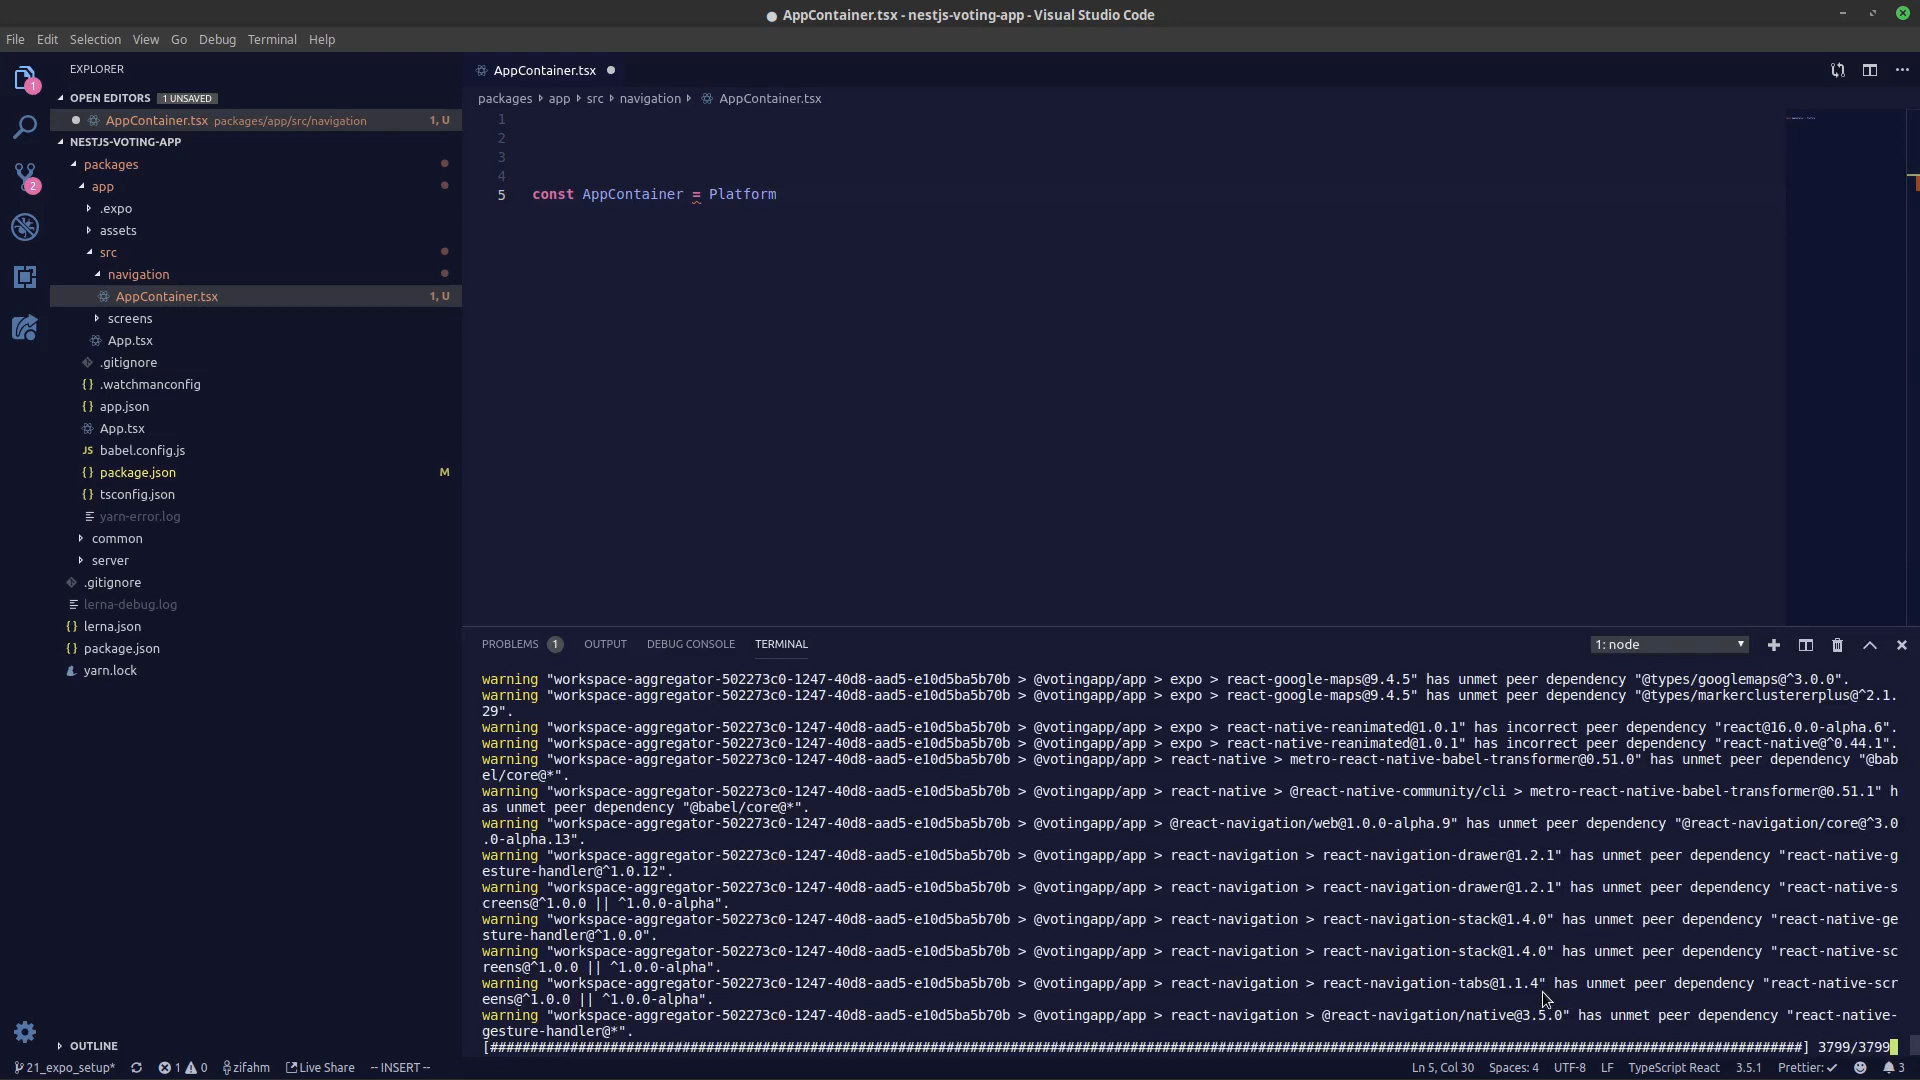 ● AppContainer.tsx - nestjs-voting-app - Visual Studio Code
File Edit Selection View Go Debug Terminal Help
EXPLORER
OPEN EDITORS 1 UNSAVED
AppContainer.tsx packages/app/src/navigation 1, U
NESTJS-VOTING-APP
packages
app
.expo
assets
src
navigation
AppContainer.tsx 1, U
screens
App.tsx
.gitignore
.watchmanconfig
{} app.json
App.tsx
JS babel.config.js
{} package.json M
{} tsconfig.json
yarn-error.log
common
server
.gitignore
lerna-debug.log
{} lerna.json
{} package.json
yarn.lock
OUTLINE
1
2
AppContainer.tsx ●
packages app src navigation AppContainer.tsx
1
2
3
4
5 const AppContainer = Platform
PROBLEMS 1 OUTPUT DEBUG CONSOLE TERMINAL 1: node
warning "workspace-aggregator-502273c0-1247-40d8-aad5-e10d5ba5b70b > @votingapp/app > expo > react-google-maps@9.4.5" has unmet peer dependency "@types/googlemaps@^3.0.0".
warning "workspace-aggregator-502273c0-1247-40d8-aad5-e10d5ba5b70b > @votingapp/app > expo > react-google-maps@9.4.5" has unmet peer dependency "@types/markerclustererplus@^2.1.
29".
warning "workspace-aggregator-502273c0-1247-40d8-aad5-e10d5ba5b70b > @votingapp/app > expo > react-native-reanimated@1.0.1" has incorrect peer dependency "react@16.0.0-alpha.6".
warning "workspace-aggregator-502273c0-1247-40d8-aad5-e10d5ba5b70b > @votingapp/app > expo > react-native-reanimated@1.0.1" has incorrect peer dependency "react-native@^0.44.1".
warning "workspace-aggregator-502273c0-1247-40d8-aad5-e10d5ba5b70b > @votingapp/app > react-native > metro-react-native-babel-transformer@0.51.0" has unmet peer dependency "@bab
el/core@*".
warning "workspace-aggregator-502273c0-1247-40d8-aad5-e10d5ba5b70b > @votingapp/app > react-native > @react-native-community/cli > metro-react-native-babel-transformer@0.51.1" h
as unmet peer dependency "@babel/core@*".
warning "workspace-aggregator-502273c0-1247-40d8-aad5-e10d5ba5b70b > @votingapp/app > @react-navigation/web@1.0.0-alpha.9" has unmet peer dependency "@react-navigation/core@^3.0
.0-alpha.13".
warning "workspace-aggregator-502273c0-1247-40d8-aad5-e10d5ba5b70b > @votingapp/app > react-navigation > react-navigation-drawer@1.2.1" has unmet peer dependency "react-native-g
esture-handler@^1.0.12".
warning "workspace-aggregator-502273c0-1247-40d8-aad5-e10d5ba5b70b > @votingapp/app > react-navigation > react-navigation-drawer@1.2.1" has unmet peer dependency "react-native-s
creens@^1.0.0 || ^1.0.0-alpha".
warning "workspace-aggregator-502273c0-1247-40d8-aad5-e10d5ba5b70b > @votingapp/app > react-navigation > react-navigation-stack@1.4.0" has unmet peer dependency "react-native-ge
sture-handler@^1.0.0".
warning "workspace-aggregator-502273c0-1247-40d8-aad5-e10d5ba5b70b > @votingapp/app > react-navigation > react-navigation-stack@1.4.0" has unmet peer dependency "react-native-sc
reens@^1.0.0 || ^1.0.0-alpha".
warning "workspace-aggregator-502273c0-1247-40d8-aad5-e10d5ba5b70b > @votingapp/app > react-navigation > react-navigation-tabs@1.1.4" has unmet peer dependency "react-native-scr
eens@^1.0.0 || ^1.0.0-alpha".
warning "workspace-aggregator-502273c0-1247-40d8-aad5-e10d5ba5b70b > @votingapp/app > react-navigation > @react-navigation/native@3.5.0" has unmet peer dependency "react-native-
gesture-handler@*".
3799/3799
21_expo_setup* 1 0 zifahm Live Share -- INSERT -- Ln 5, Col 30 Spaces: 4 UTF-8 LF TypeScript React 3.5.1 Prettier: ✓ 3